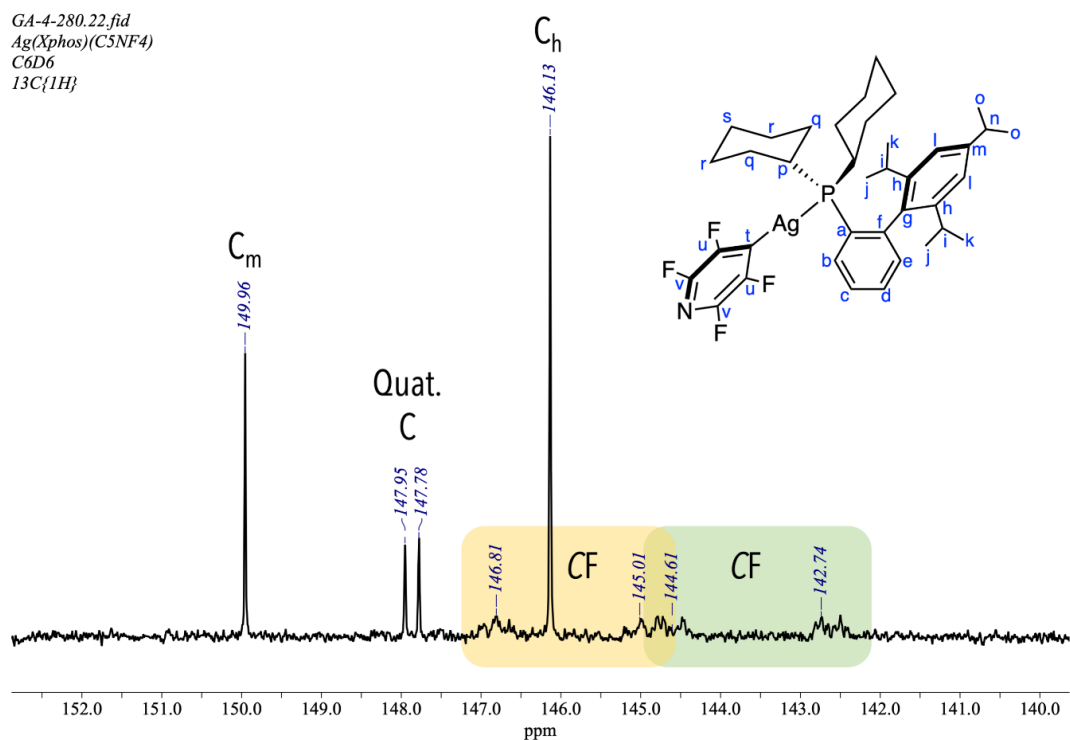 GA-4-280.22.fid
Ag(Xphos)(C5NF4)
C6D6
13C{1H}
C_h
146.13
C_m
149.96
Quat.
C
147.95
147.78
CF
146.81
145.01
CF
144.61
142.74
o
n
o
s
r
q
k
l
m
r
q
p
i
j
h
l
P
g
h
Ag
a
f
i
k
j
F
t
u
b
e
F
v
F
u
c
d
N
v
F
152.0 151.0 150.0 149.0 148.0 147.0 146.0 145.0 144.0 143.0 142.0 141.0 140.0
ppm